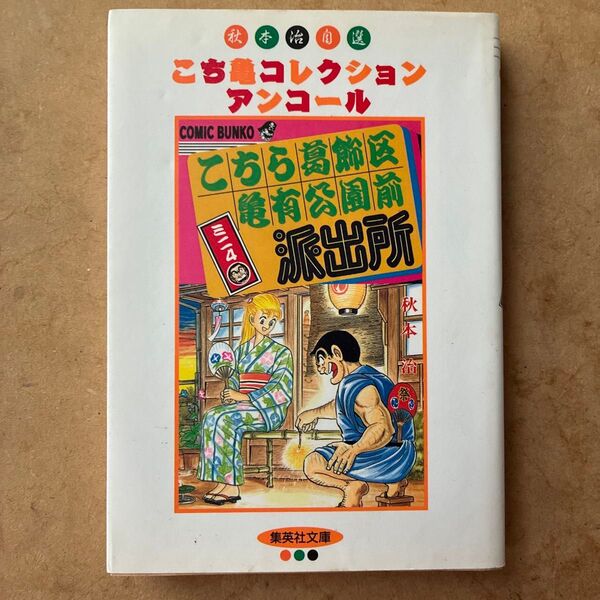 秋本治自選
こち亀コレクション
アンコール
COMIC BUNKO
こちら葛飾区
亀有公園前
派出所
ミニ4
秋本治
祭
集英社文庫